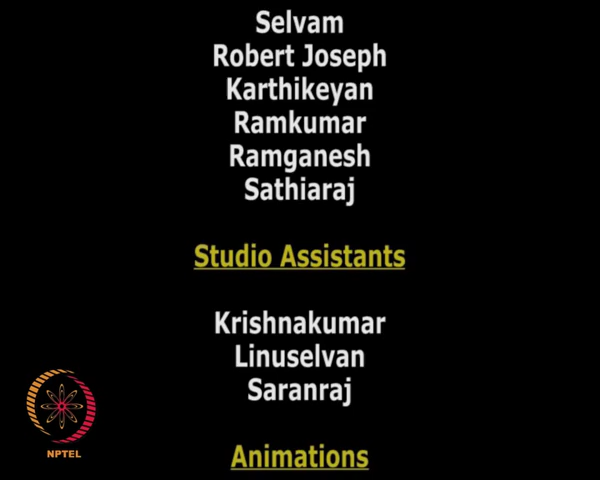 Selvam
Robert Joseph
Karthikeyan
Ramkumar
Ramganesh
Sathiaraj
Studio Assistants
Krishnakumar
Linuselvan
Saranraj
NPTEL
Animations